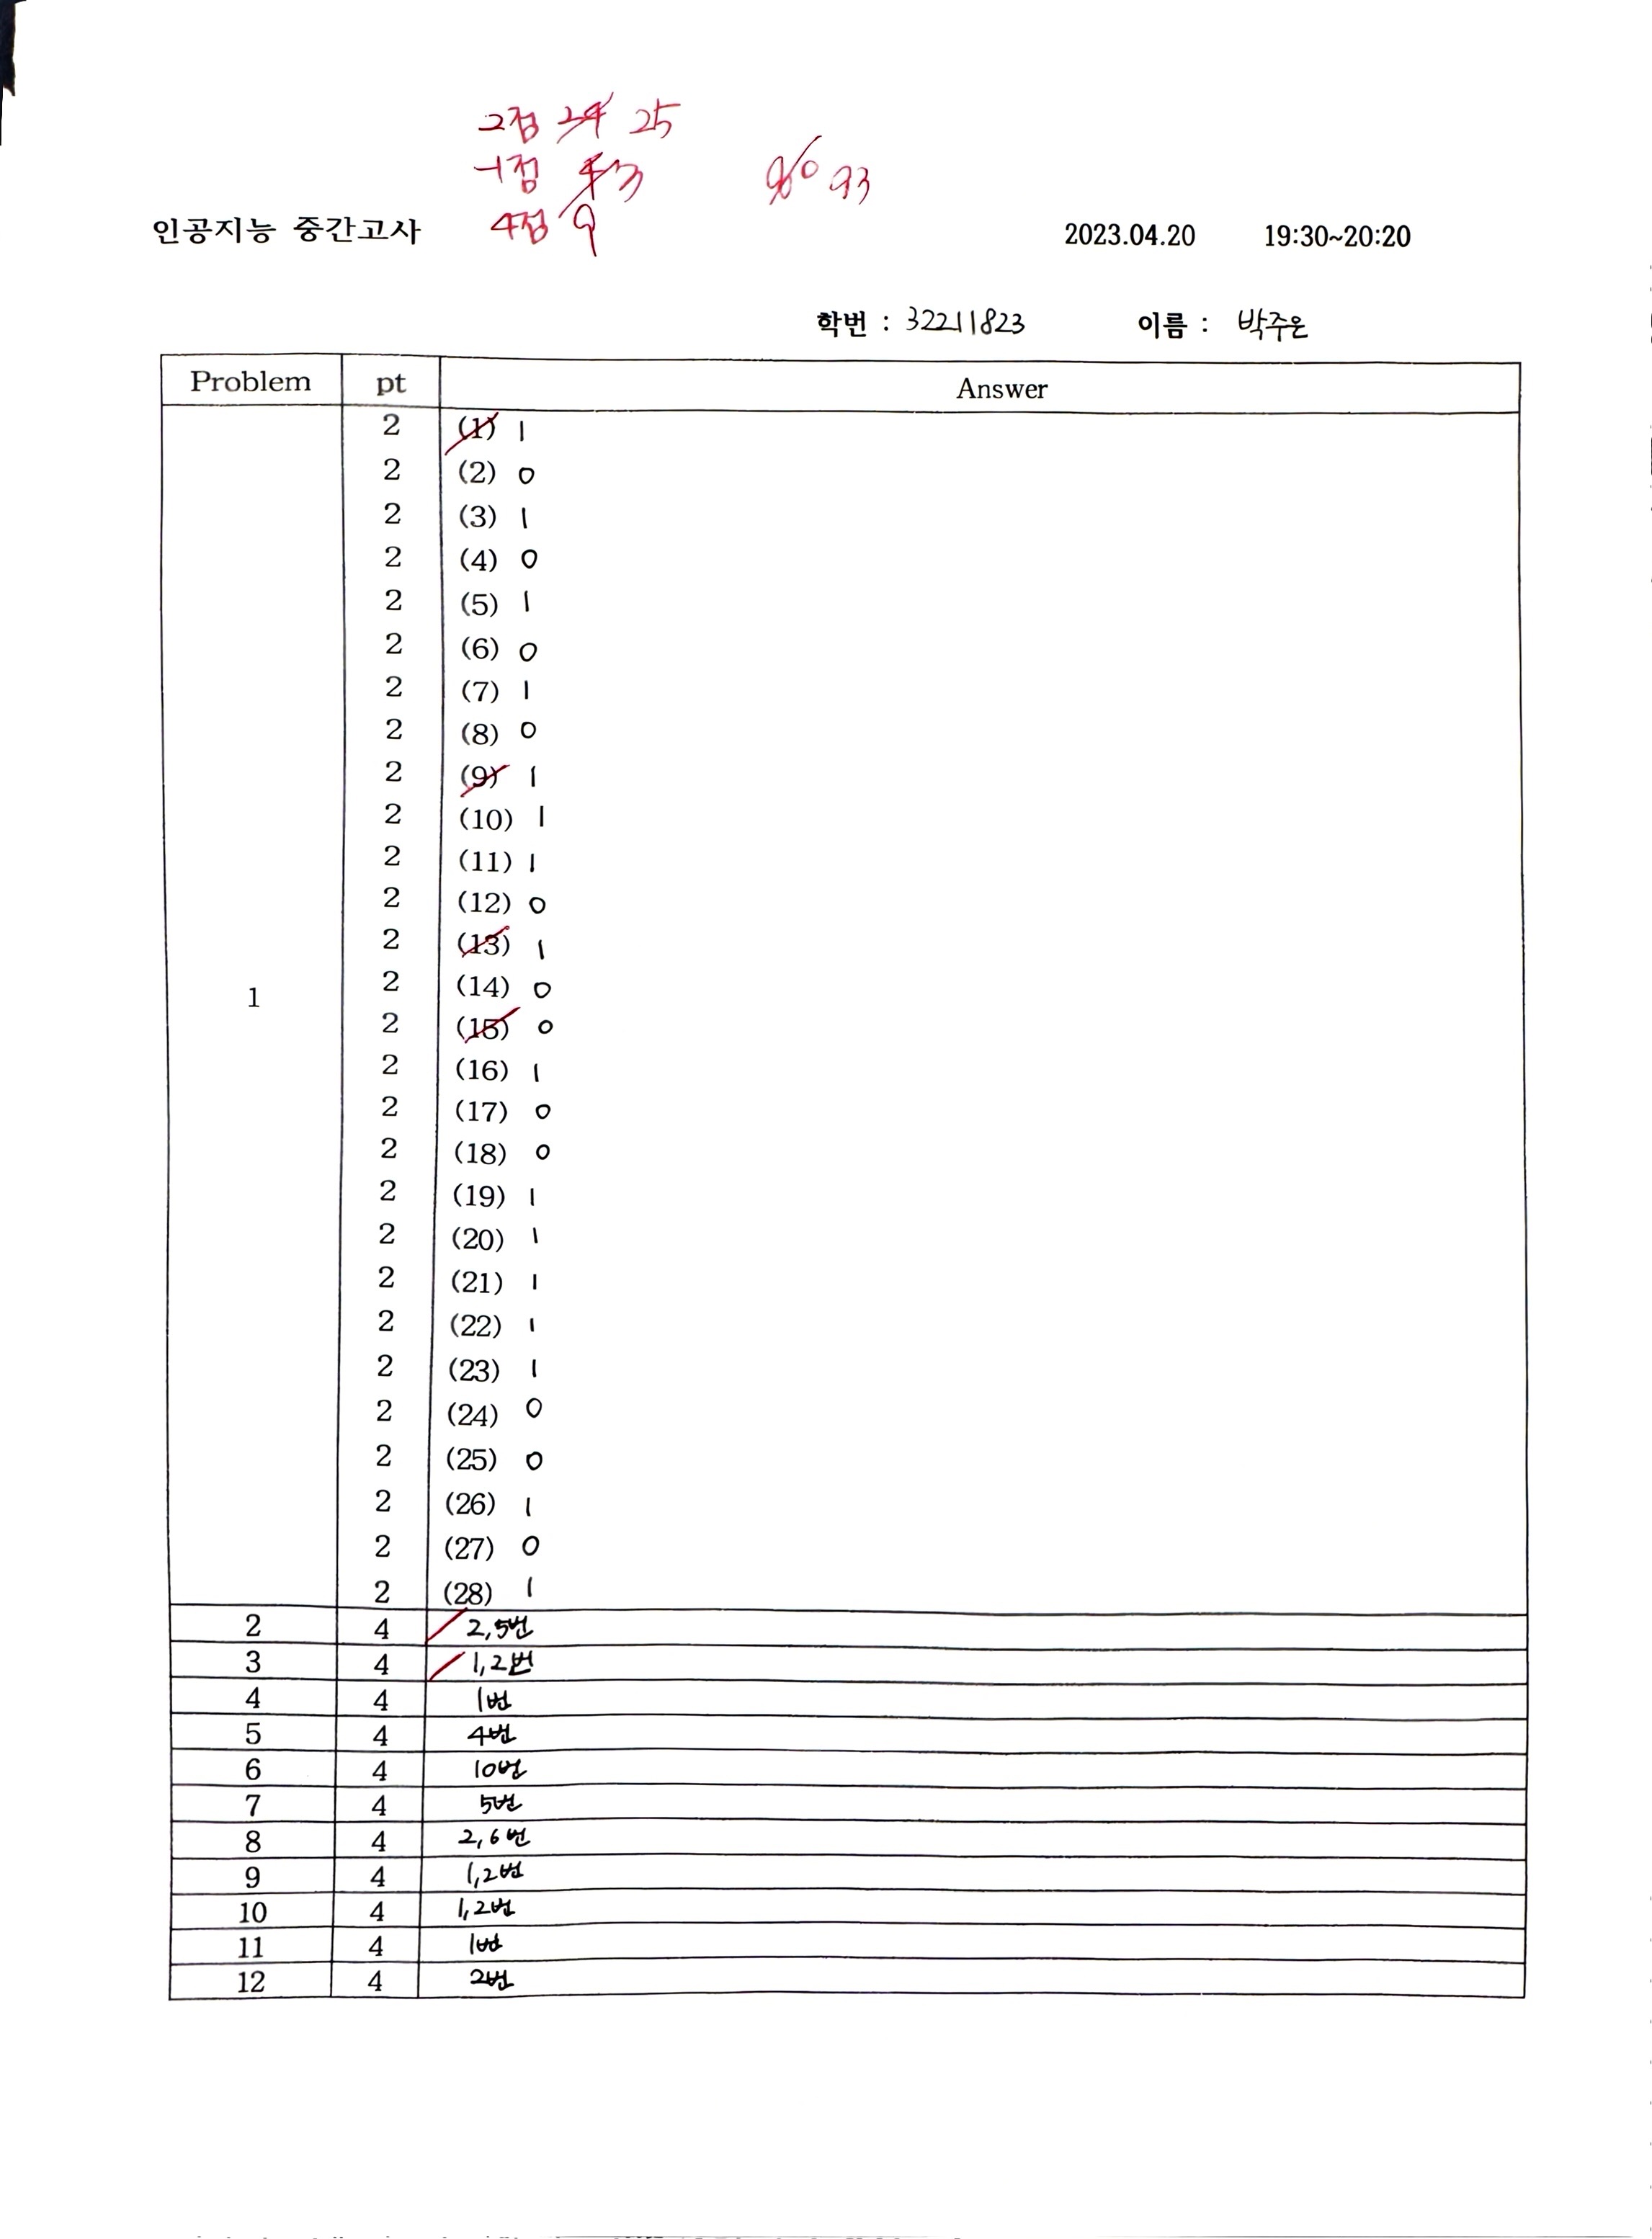 2점 24 25
-1점 4 3 90 93
4점 9
인공지능 중간고사 2023.04.20 19:30~20:20
학번 : 32211823 이름 : 박주은
Problem pt Answer
2 (1) 1
2 (2) 0
2 (3) 1
2 (4) 0
2 (5) 1
2 (6) 0
2 (7) 1
2 (8) 0
2 (9) 1
2 (10) 1
2 (11) 1
2 (12) 0
2 (13) 1
1 2 (14) 0
2 (15) 0
2 (16) 1
2 (17) 0
2 (18) 0
2 (19) 1
2 (20) 1
2 (21) 1
2 (22) 1
2 (23) 1
2 (24) 0
2 (25) 0
2 (26) 1
2 (27) 0
2 (28) 1
2 4 2,5번
3 4 1,2번
4 4 1번
5 4 4번
6 4 10번
7 4 5번
8 4 2,6번
9 4 1,2번
10 4 1,2번
11 4 1번
12 4 2번